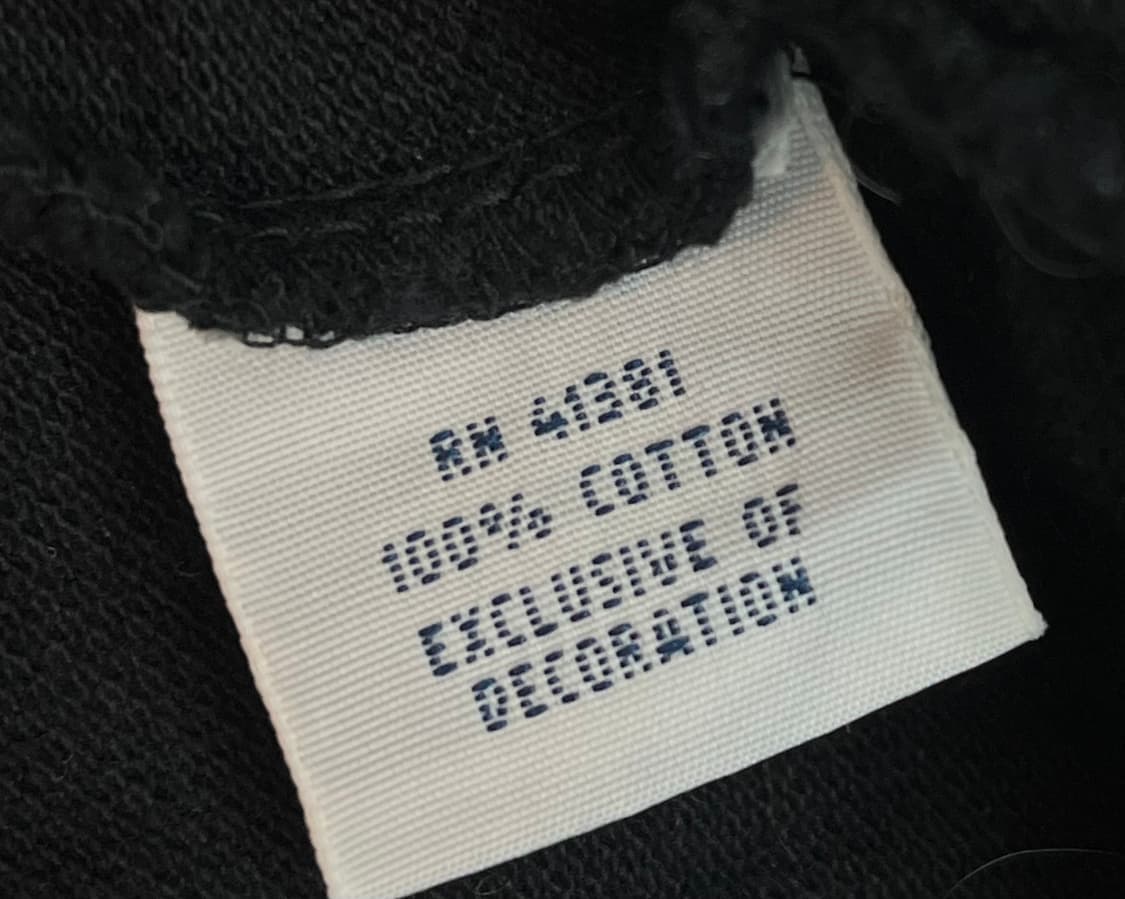 RN 41381
100% COTTON
EXCLUSIVE OF
DECORATION